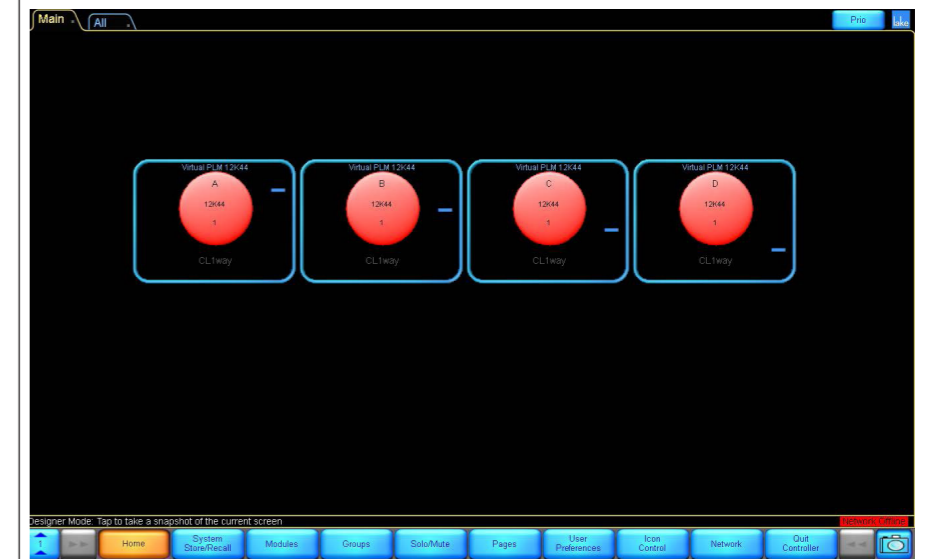 Main
All
Prio
lake
Virtual PLM 12K44
A
12K44
1
CL1way
Virtual PLM 12K44
B
12K44
1
CL1way
Virtual PLM 12K44
C
12K44
1
CL1way
Virtual PLM 12K44
D
12K44
1
CL1way
Designer Mode: Tap to take a snapshot of the current screen
Network Offline
1
Home
System
Store/Recall
Modules
Groups
Solo/Mute
Pages
User
Preferences
Icon
Control
Network
Quit
Controller